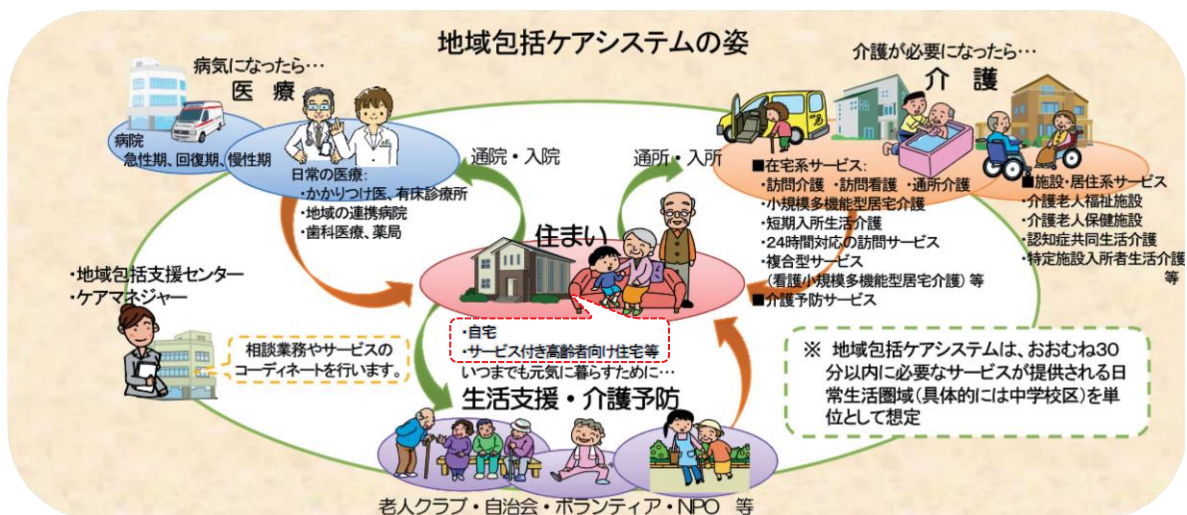 地域包括ケアシステムの姿
病気になったら…
医 療
病院
急性期、回復期、慢性期
日常の医療:
・かかりつけ医、有床診療所
・地域の連携病院
・歯科医療、薬局
通院・入院
通所・入所
介護が必要になったら…
介 護
■在宅系サービス:
・訪問介護 ・訪問看護 ・通所介護
・小規模多機能型居宅介護
・短期入所生活介護
・24時間対応の訪問サービス
・複合型サービス
(看護小規模多機能型居宅介護)等
■介護予防サービス
■施設・居住系サービス
・介護老人福祉施設
・介護老人保健施設
・認知症共同生活介護
・特定施設入所者生活介護
等
住まい
・自宅
・サービス付き高齢者向け住宅等
・地域包括支援センター
・ケアマネジャー
相談業務やサービスの
コーディネートを行います。
いつまでも元気に暮らすために…
生活支援・介護予防
老人クラブ・自治会・ボランティア・NPO 等
※ 地域包括ケアシステムは、おおむね30
分以内に必要なサービスが提供される日
常生活圏域(具体的には中学校区)を単
位として想定